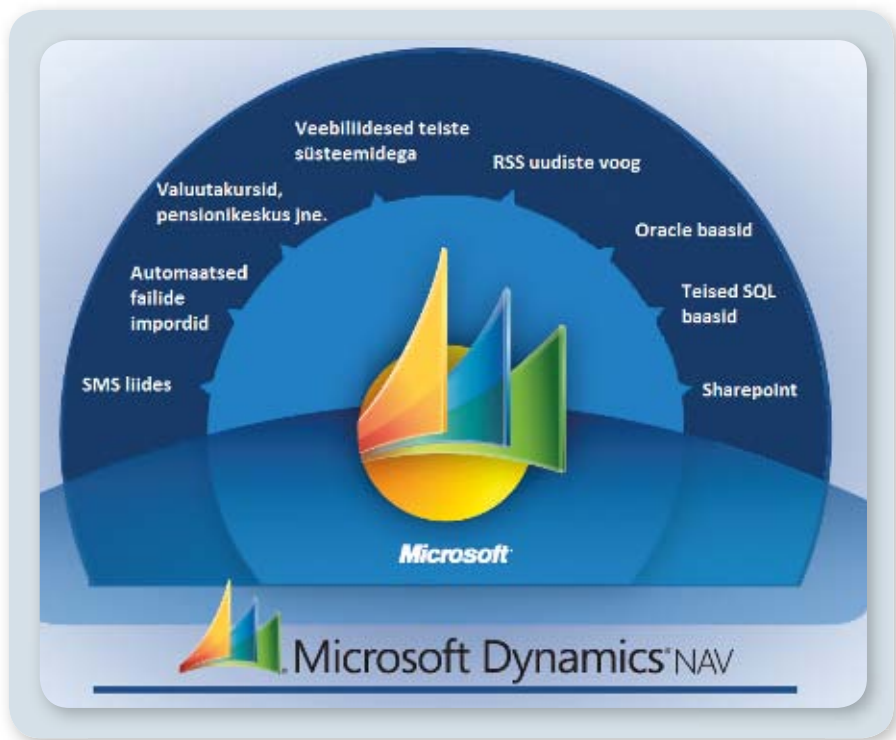 Veebiliidesed teiste
süsteemidega
RSS uudiste voog
Valuutakursid,
pensionikeskus jne.
Oracle baasid
Automaatsed
failide
impordid
Teised SQL
baasid
SMS liides
Sharepoint
Microsoft
Microsoft Dynamics® NAV